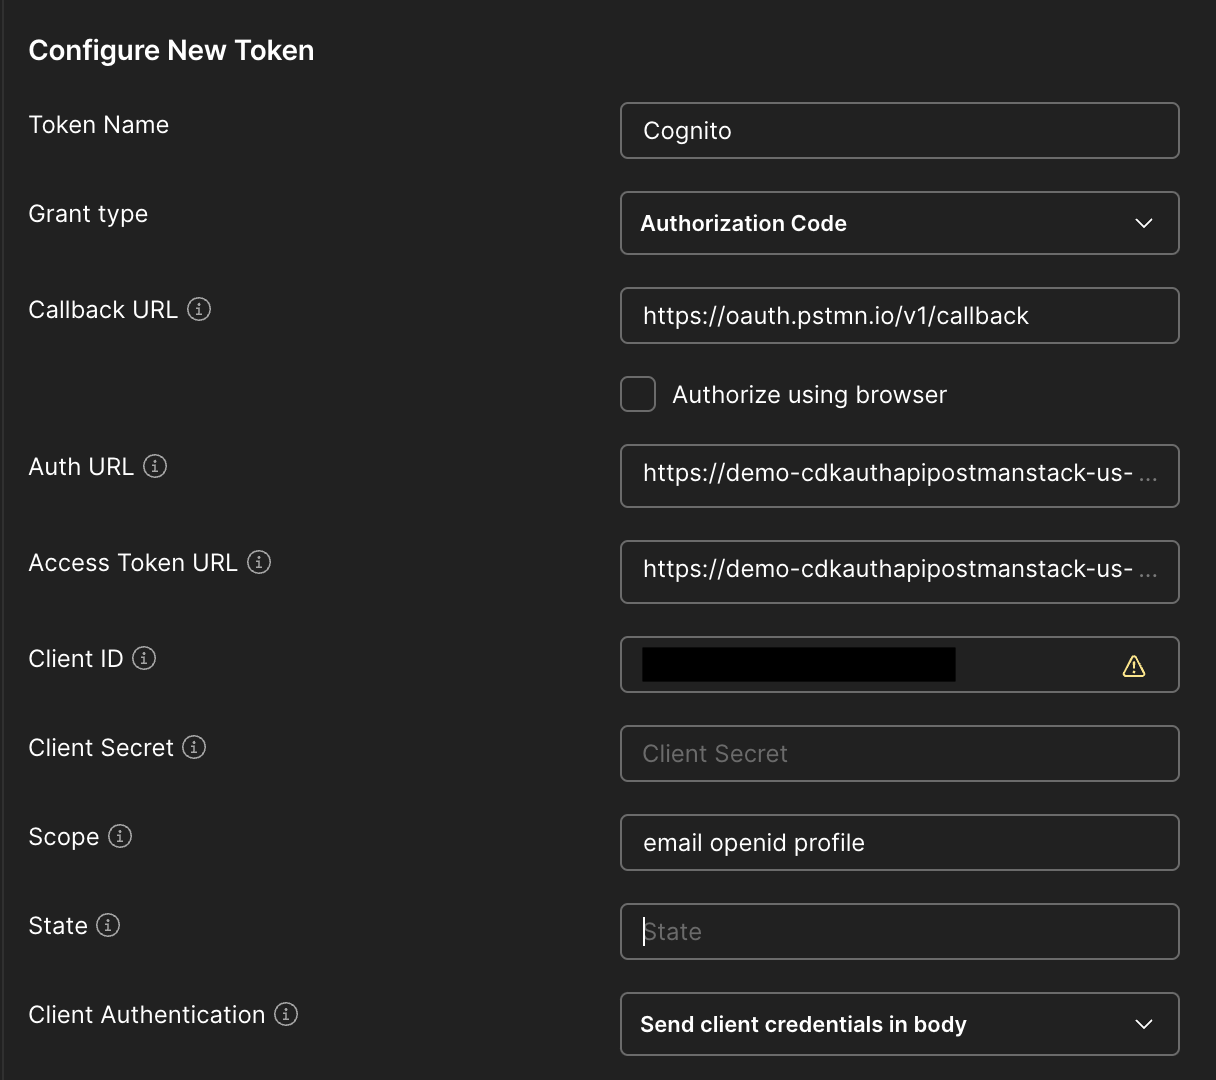 Configure New Token
Token Name
Cognito
Grant type
Authorization Code
Callback URL
https://oauth.pstmn.io/v1/callback
Authorize using browser
Auth URL
https://demo-cdkauthapipostmanstack-us- ...
Access Token URL
https://demo-cdkauthapipostmanstack-us- ...
Client ID
Client Secret
Client Secret
Scope
email openid profile
State
State
Client Authentication
Send client credentials in body